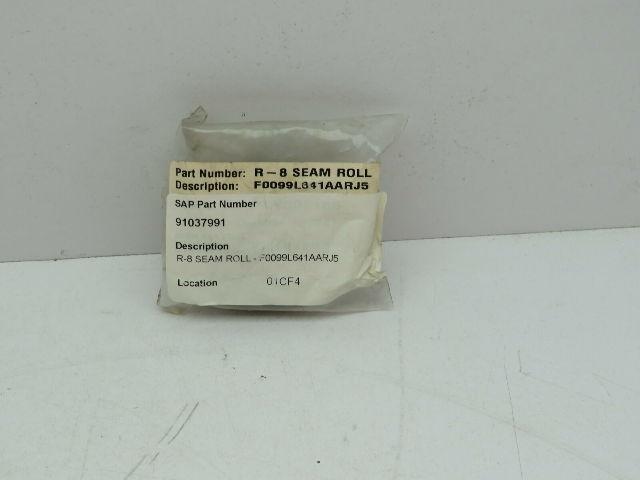 Part Number: R-8 SEAM ROLL
Description: F0099L641AARJ5
SAP Part Number
91037991
Description
R-8 SEAM ROLL - F0099L641AARJ5
Location 01CF4